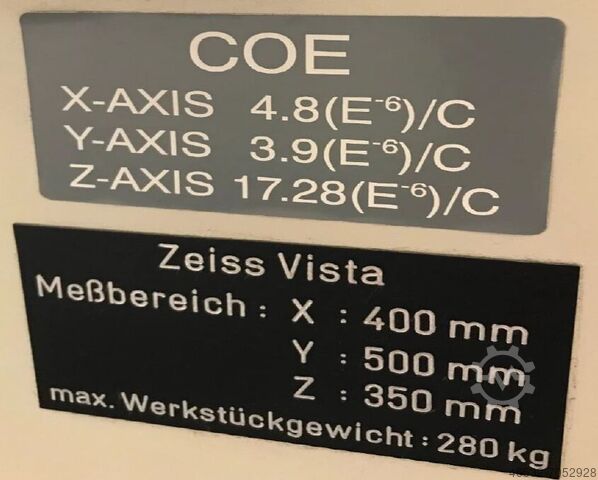 COE
X-AXIS 4.8(E⁻⁶)/C
Y-AXIS 3.9(E⁻⁶)/C
Z-AXIS 17.28(E⁻⁶)/C
Zeiss Vista
Meßbereich : X : 400 mm
Y : 500 mm
Z : 350 mm
max. Werkstückgewicht : 280 kg